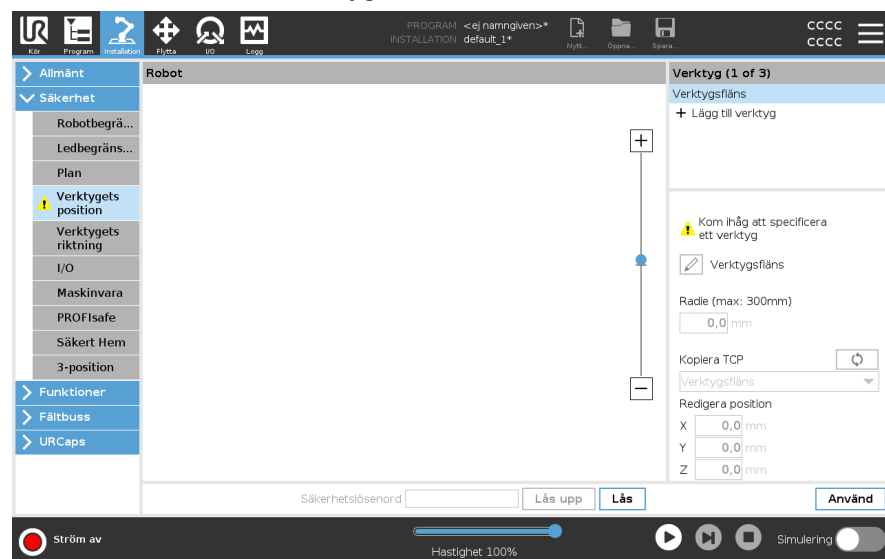 PROGRAM <ej namngiven>*
INSTALLATION default_1*
UR
Kör
Program
Installation
Flytta
I/O
Logg
Nytt...
Öppna...
Spara...
cccc
cccc
Allmänt
Säkerhet
Robotbegrä...
Ledbegräns...
Plan
Verktygets
position
Verktygets
riktning
I/O
Maskinvara
PROFIsafe
Säkert Hem
3-position
Funktioner
Fältbuss
URCaps
Robot
Verktyg (1 of 3)
Verktygsfläns
+ Lägg till verktyg
Kom ihåg att specificera
ett verktyg
Verktygsfläns
Radie (max: 300mm)
0,0 mm
Kopiera TCP
Verktygsfläns
Redigera position
X 0,0 mm
Y 0,0 mm
Z 0,0 mm
Säkerhetslösenord Lås upp Lås
Använd
Ström av
Hastighet 100%
Simulering